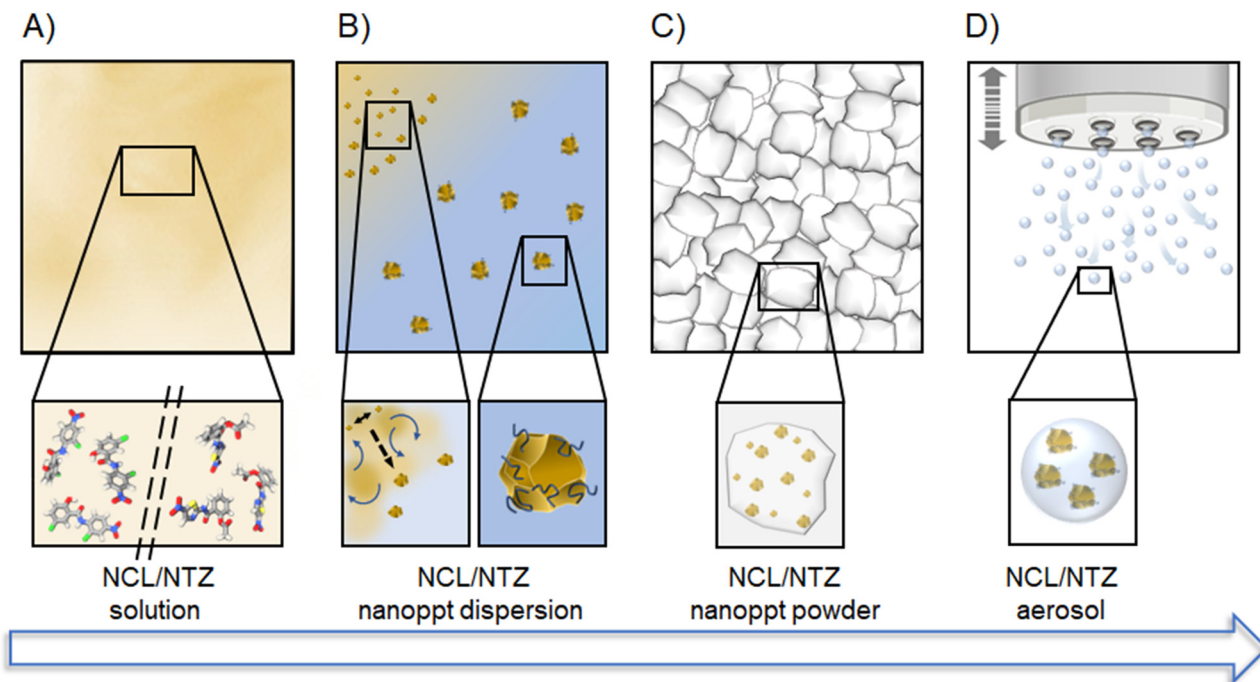 A)
B)
C)
D)
NCL/NTZ
solution
NCL/NTZ
nanoppt dispersion
NCL/NTZ
nanoppt powder
NCL/NTZ
aerosol